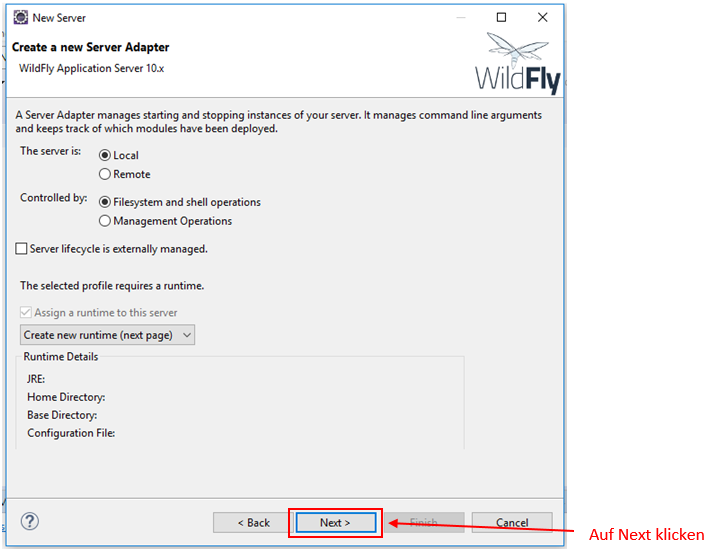 New Server
Create a new Server Adapter
WildFly Application Server 10.x
WildFly
A Server Adapter manages starting and stopping instances of your server. It manages command line arguments
and keeps track of which modules have been deployed.
The server is:
Local
Remote
Controlled by:
Filesystem and shell operations
Management Operations
Server lifecycle is externally managed.
The selected profile requires a runtime.
Assign a runtime to this server
Create new runtime (next page)
Runtime Details
JRE:
Home Directory:
Base Directory:
Configuration File:
?
< Back
Next >
Finish
Cancel
Auf Next klicken